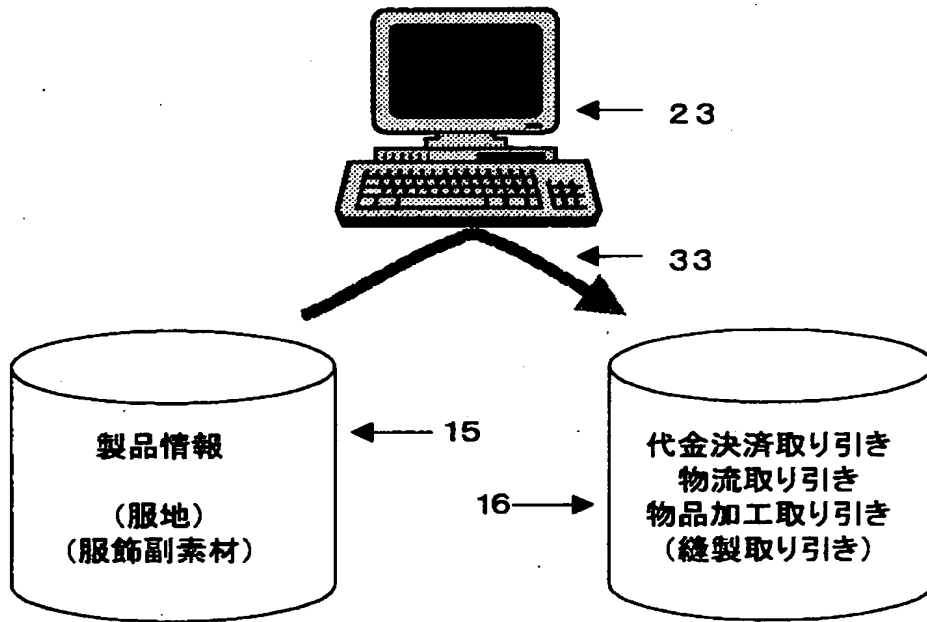 23
33
製品情報
(服地)
(服飾副素材)
15
代金決済取り引き
物流取り引き
16
物品加工取り引き
(縫製取り引き)